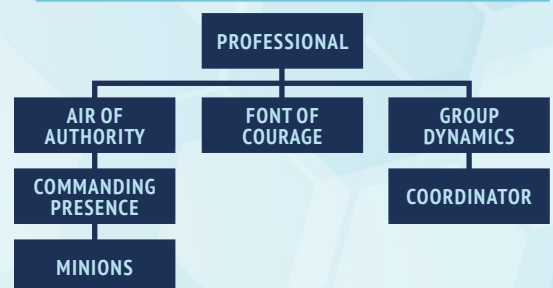 PROFESSIONAL
AIR OF
AUTHORITY
FONT OF
COURAGE
GROUP
DYNAMICS
COMMANDING
PRESENCE
COORDINATOR
MINIONS